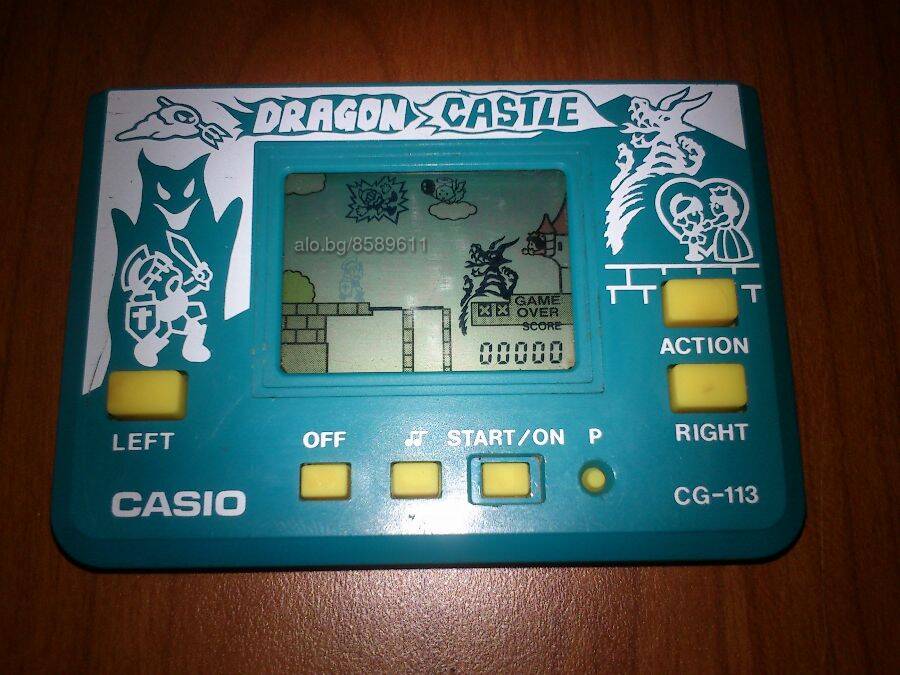 DRAGON CASTLE
alo.bg/8589611
GAME
OVER
SCORE
00000
ACTION
LEFT
RIGHT
OFF
START/ON
P
CASIO
CG-113